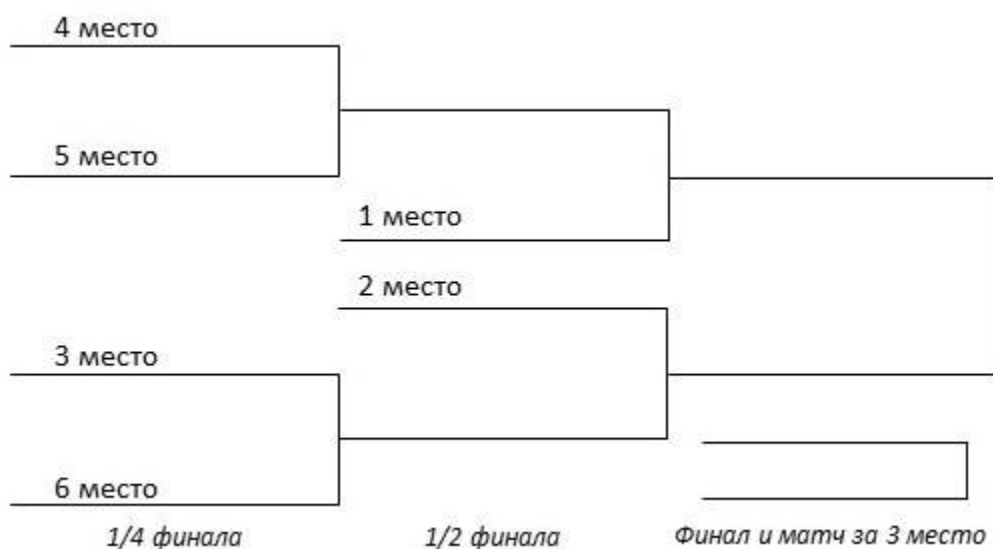 4 место
5 место
1 место
2 место
3 место
6 место
1/4 финала
1/2 финала
Финал и матч за 3 место